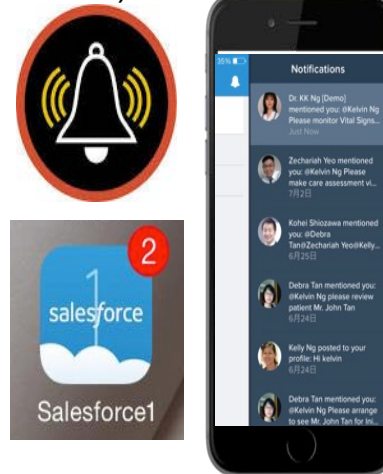 2
1
salesforce
Salesforce1
38%
Notifications
Dr. KK Ng [Demo]
mentioned you: @Kelvin Ng
Please monitor Vital Signs...
Just Now
Zechariah Yeo mentioned
you: @Kelvin Ng Please
make care assessment vi...
7月2日
Kohei Shiozawa mentioned
you: @Debra
Tan@Zechariah Yeo@Kelly...
6月25日
Debra Tan mentioned you:
@Kelvin Ng please review
patient Mr. John Tan
6月24日
Kelly Ng posted to your
profile: Hi kelvin
6月24日
Debra Tan mentioned you:
@Kelvin Ng Please arrange
to see Mr. John Tan for Ini...